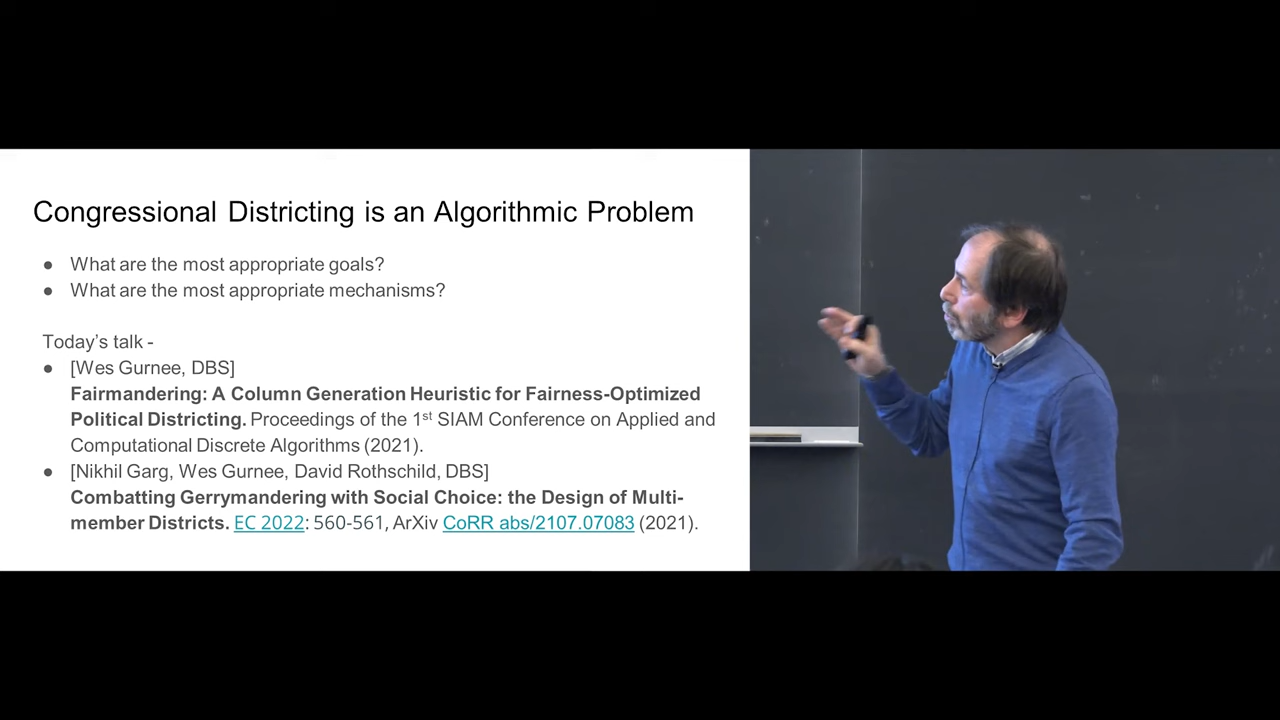 Congressional Districting is an Algorithmic Problem
● What are the most appropriate goals?
● What are the most appropriate mechanisms?
Today’s talk -
● [Wes Gurnee, DBS]
Fairmandering: A Column Generation Heuristic for Fairness-Optimized
Political Districting. Proceedings of the 1st SIAM Conference on Applied and
Computational Discrete Algorithms (2021).
● [Nikhil Garg, Wes Gurnee, David Rothschild, DBS]
Combatting Gerrymandering with Social Choice: the Design of Multi-
member Districts. EC 2022: 560-561, ArXiv CoRR abs/2107.07083 (2021).